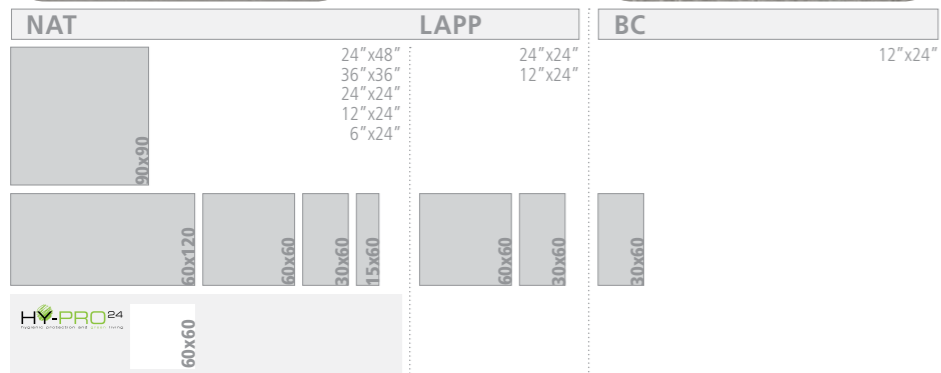 NAT LAPP BC
24"x48" 24"x24" 12"x24"
36"x36" 12"x24"
24"x24"
12"x24"
6"x24"
90x90
60x120 60x60 30x60 15x60 60x60 30x60 30x60
HY-PRO24
hygienic protection and green living
60x60